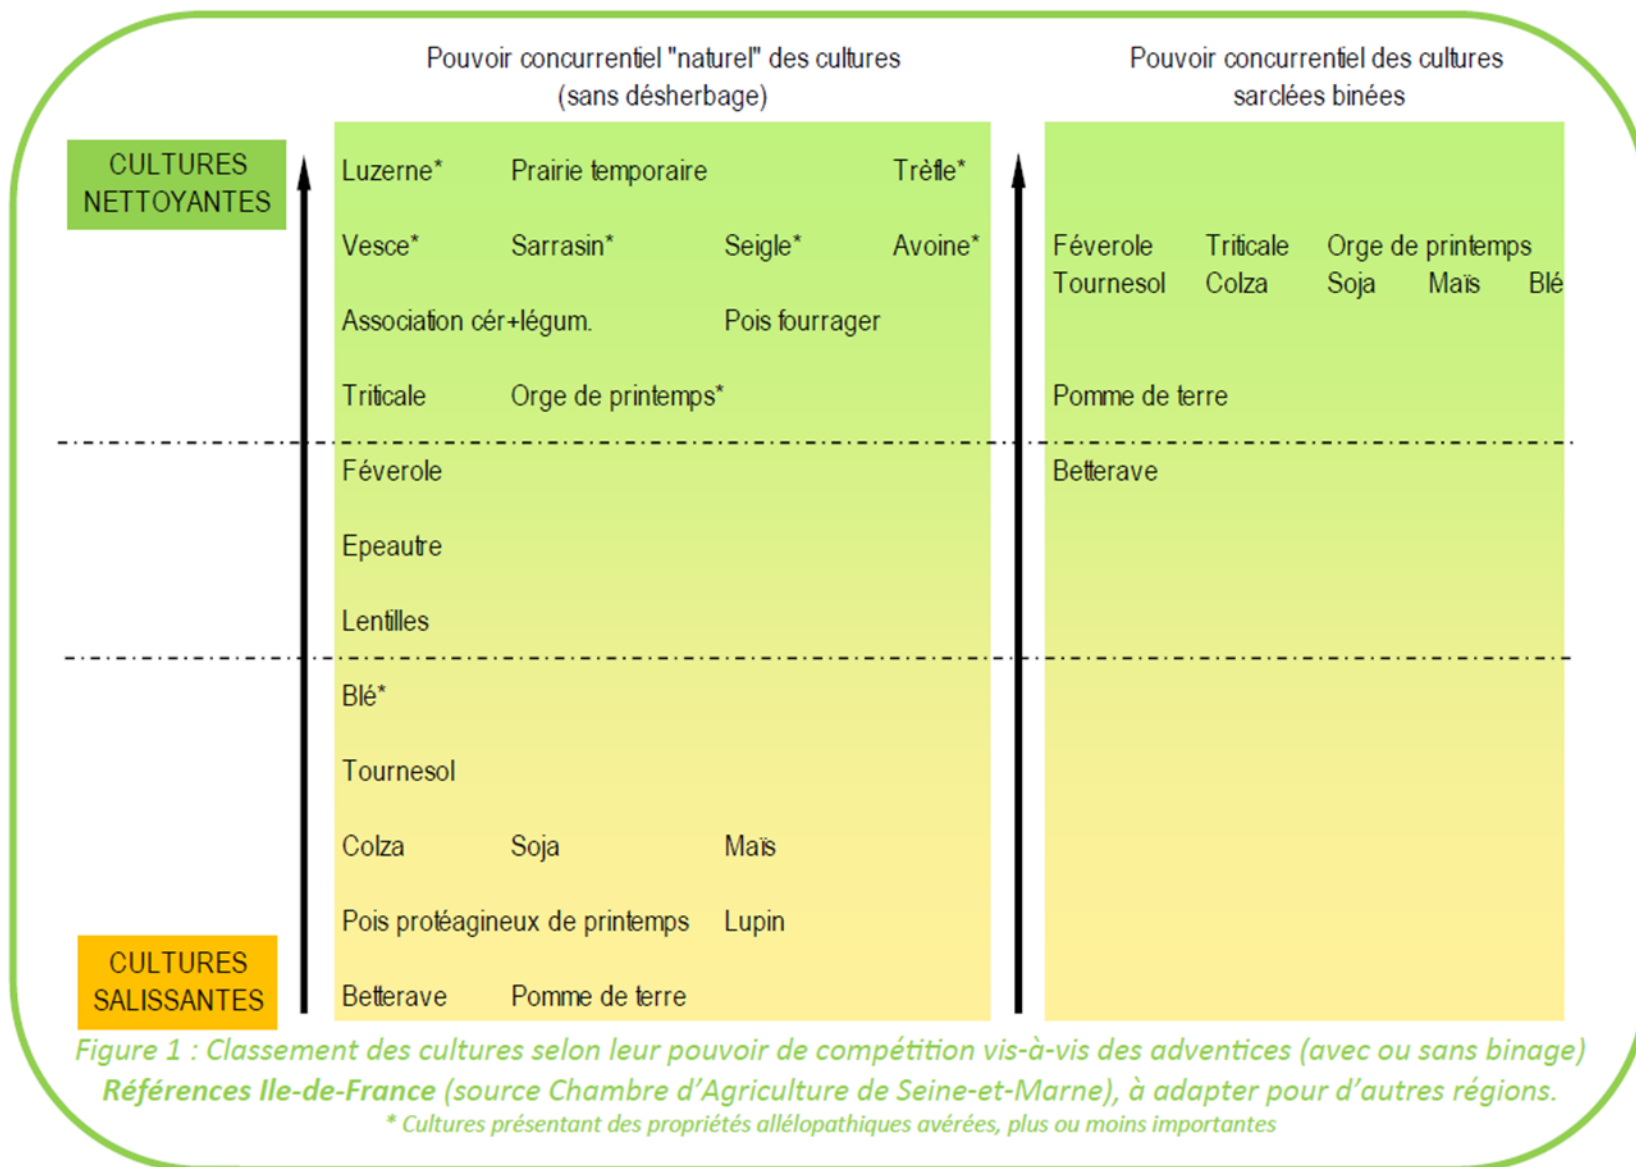 Pouvoir concurrentiel "naturel" des cultures
(sans désherbage)
Pouvoir concurrentiel des cultures
sarclées binées
CULTURES
NETTOYANTES
Luzerne* Prairie temporaire Trèfle*
Vesce* Sarrasin* Seigle* Avoine*
Association cér+légum. Pois fourrager
Triticale Orge de printemps*
Féverole
Epeautre
Lentilles
Blé*
Tournesol
Colza Soja Maïs
Pois protéagineux de printemps Lupin
Betterave Pomme de terre
Féverole Triticale Orge de printemps
Tournesol Colza Soja Maïs Blé
Pomme de terre
Betterave
CULTURES
SALISSANTES
Figure 1 : Classement des cultures selon leur pouvoir de compétition vis-à-vis des adventices (avec ou sans binage)
Références Ile-de-France (source Chambre d'Agriculture de Seine-et-Marne), à adapter pour d'autres régions.
* Cultures présentant des propriétés allélopathiques avérées, plus ou moins importantes